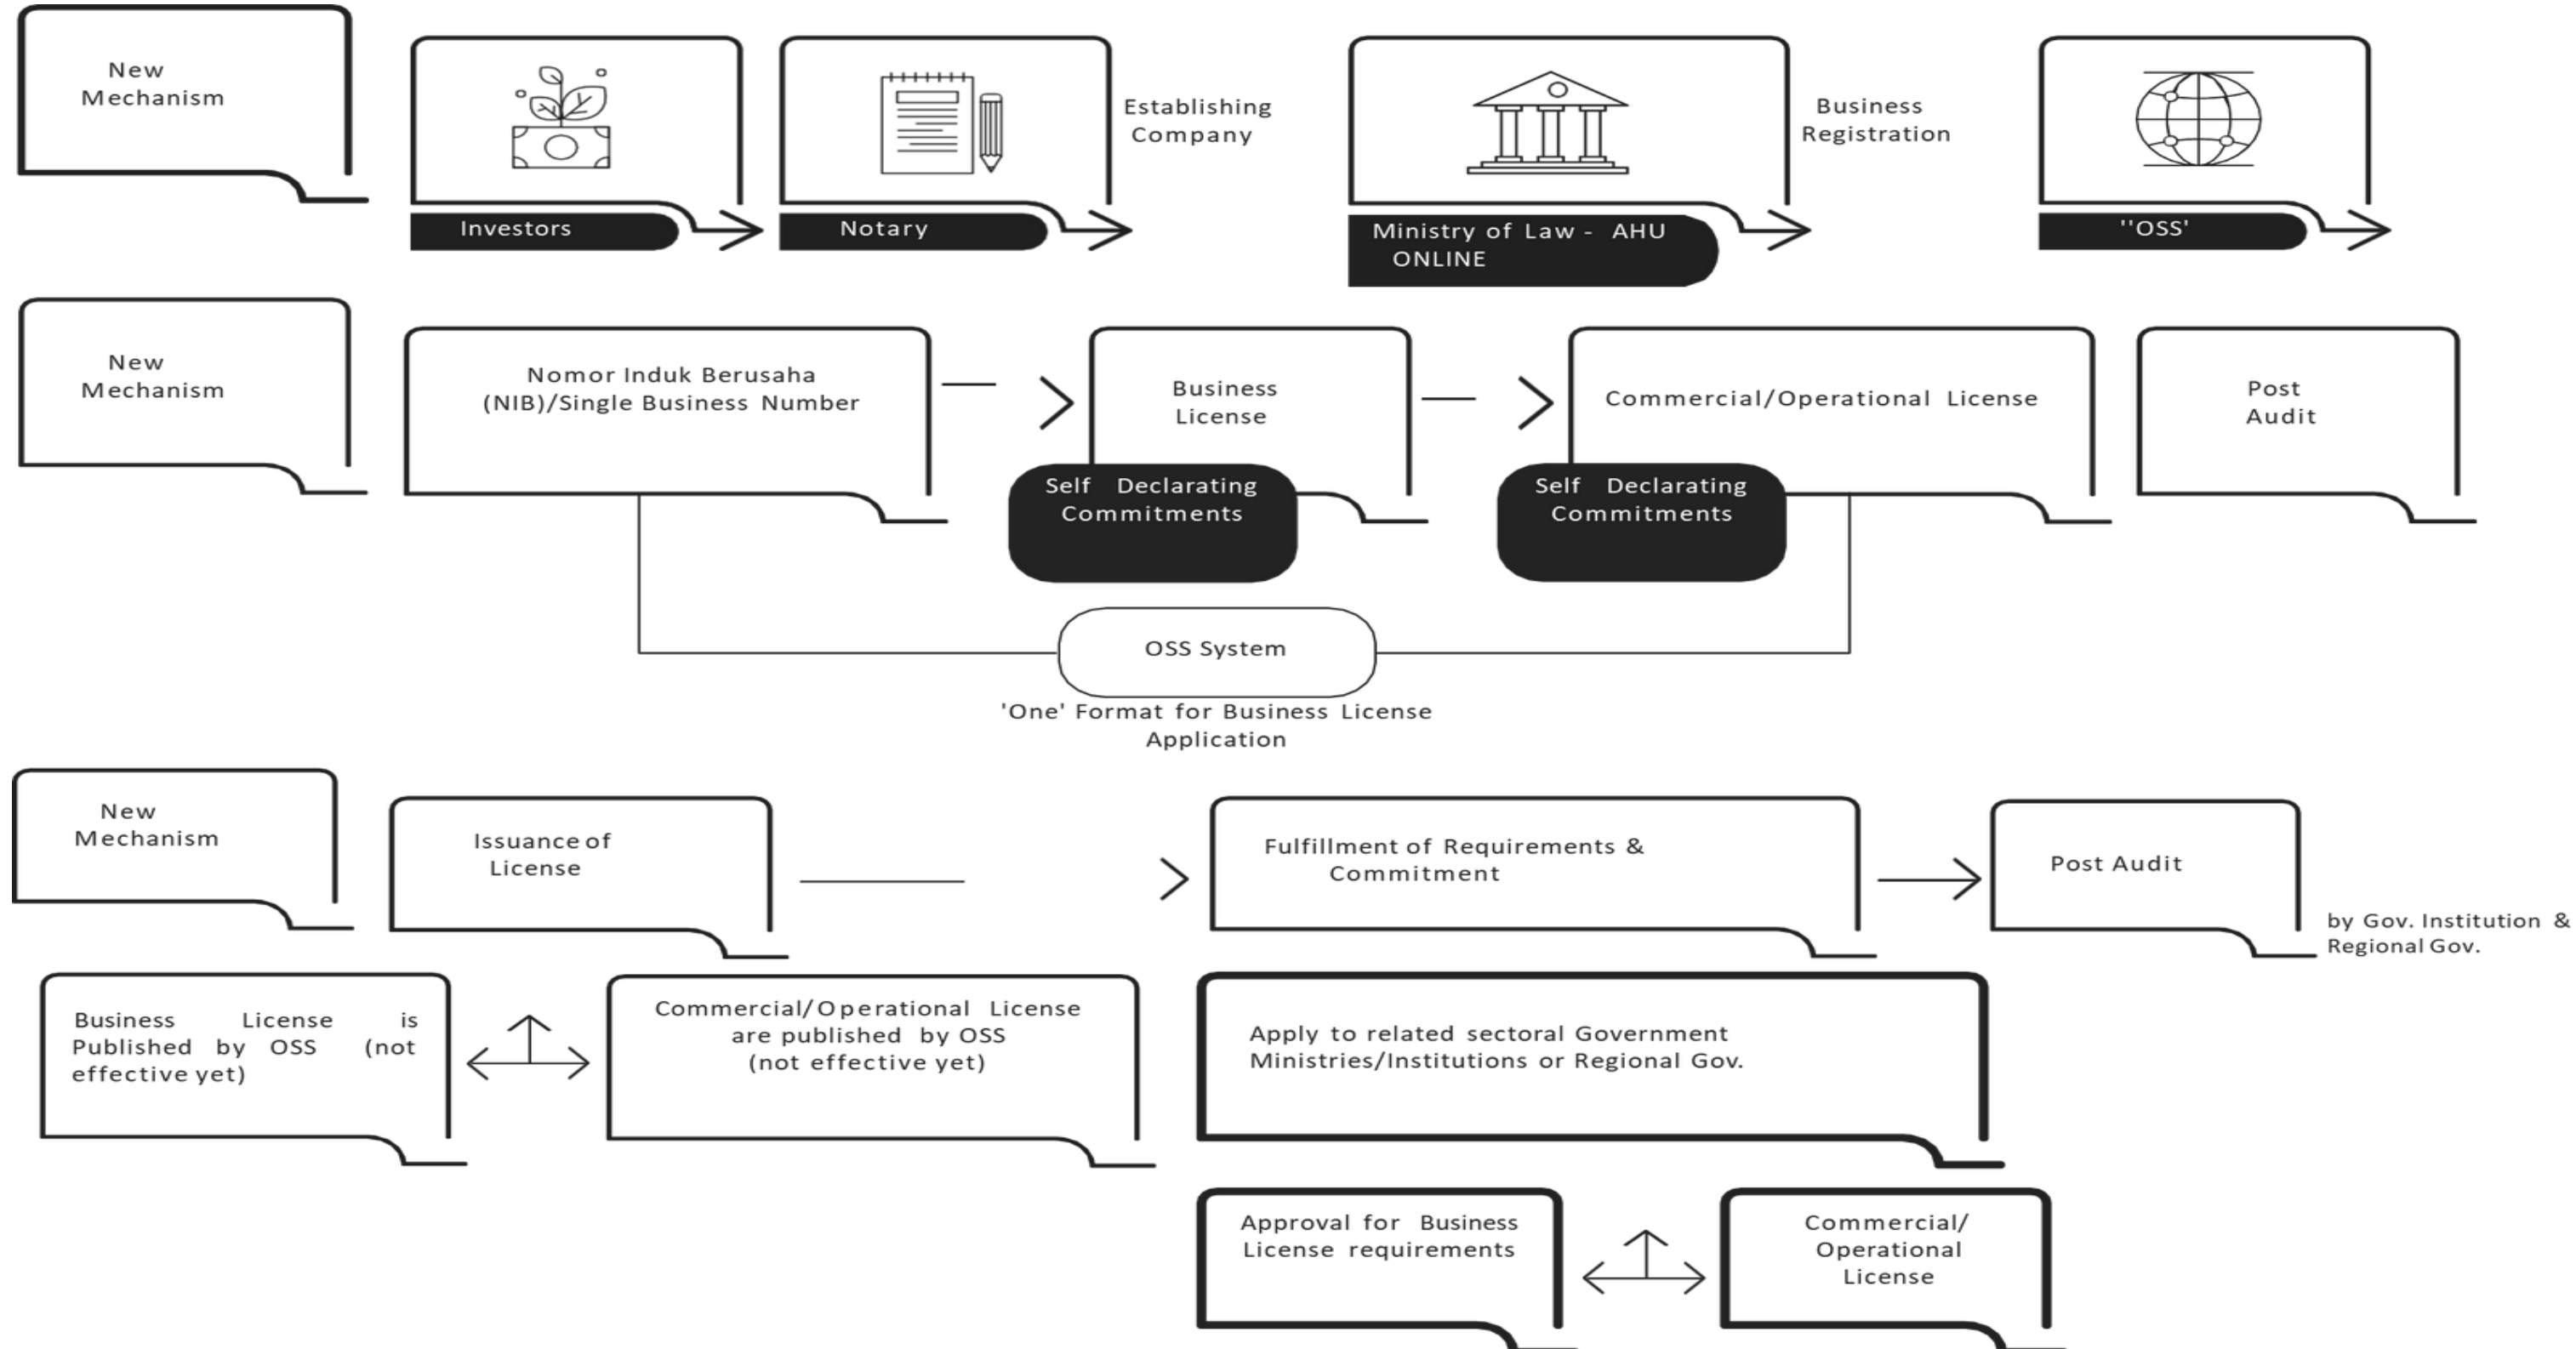 New
Mechanism
Establishing
Company
Business
Registration
Investors
Notary
Ministry of Law - AHU
ONLINE
''OSS'
New
Mechanism
Nomor Induk Berusaha
(NIB)/Single Business Number
Business
License
Commercial/Operational License
Post
Audit
Self Declarating
Commitments
Self Declarating
Commitments
OSS System
'One' Format for Business License
Application
New
Mechanism
Issuance of
License
Fulfillment of Requirements &
Commitment
Post Audit
by Gov. Institution &
Regional Gov.
Business License is
Published by OSS (not
effective yet)
Commercial/Operational License
are published by OSS
(not effective yet)
Apply to related sectoral Government
Ministries/Institutions or Regional Gov.
Approval for Business
License requirements
Commercial/
Operational
License